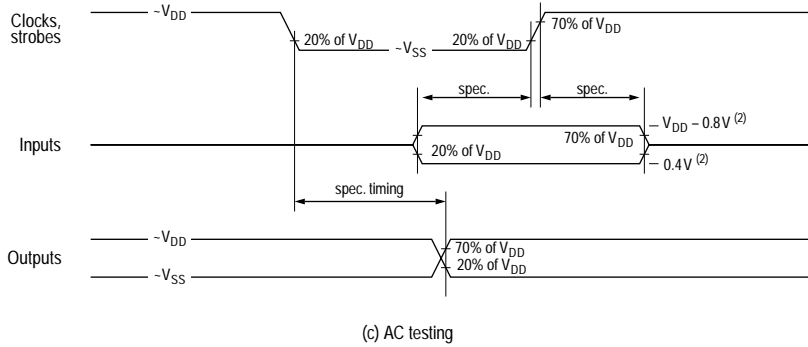 Clocks,
strobes
~VDD
20% of VDD
~VSS
20% of VDD
70% of VDD
spec.
spec.
Inputs
VDD – 0.8V (2)
70% of VDD
20% of VDD
0.4V (2)
spec. timing
Outputs
~VDD
70% of VDD
20% of VDD
~VSS
(c) AC testing